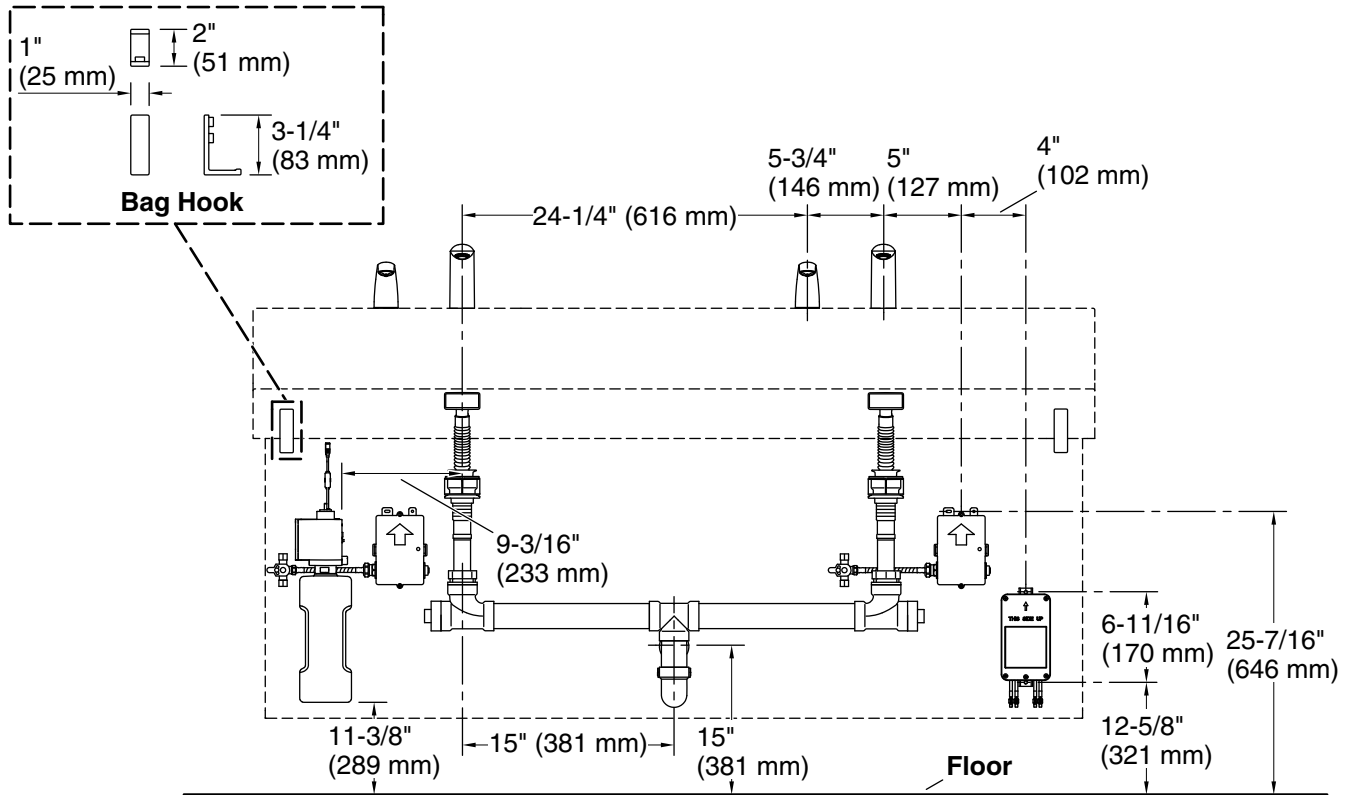 1"
(25 mm)
2"
(51 mm)
3-1/4"
(83 mm)
Bag Hook
24-1/4" (616 mm)
5-3/4"
(146 mm)
5"
(127 mm)
4"
(102 mm)
9-3/16"
(233 mm)
THIS SIDE UP
6-11/16"
(170 mm)
25-7/16"
(646 mm)
11-3/8"
(289 mm)
15" (381 mm)
15"
(381 mm)
Floor
12-5/8"
(321 mm)